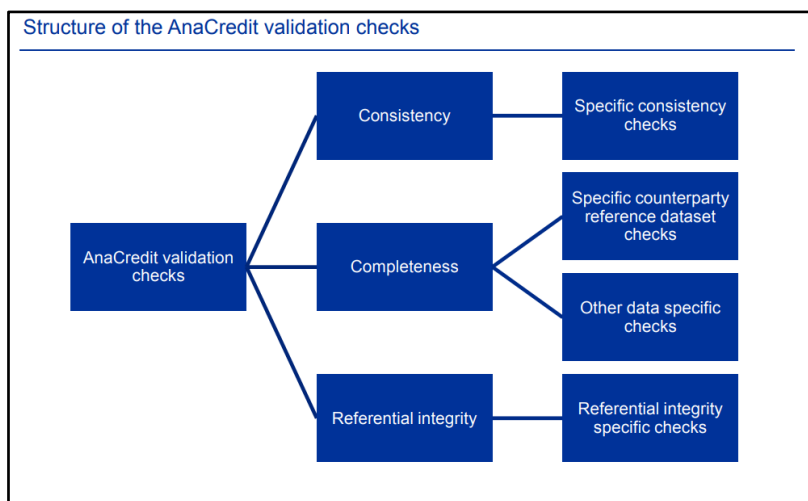 Structure of the AnaCredit validation checks
Consistency
Specific consistency
checks
Specific counterparty
reference dataset
checks
AnaCredit validation
checks
Completeness
Other data specific
checks
Referential integrity
Referential integrity
specific checks